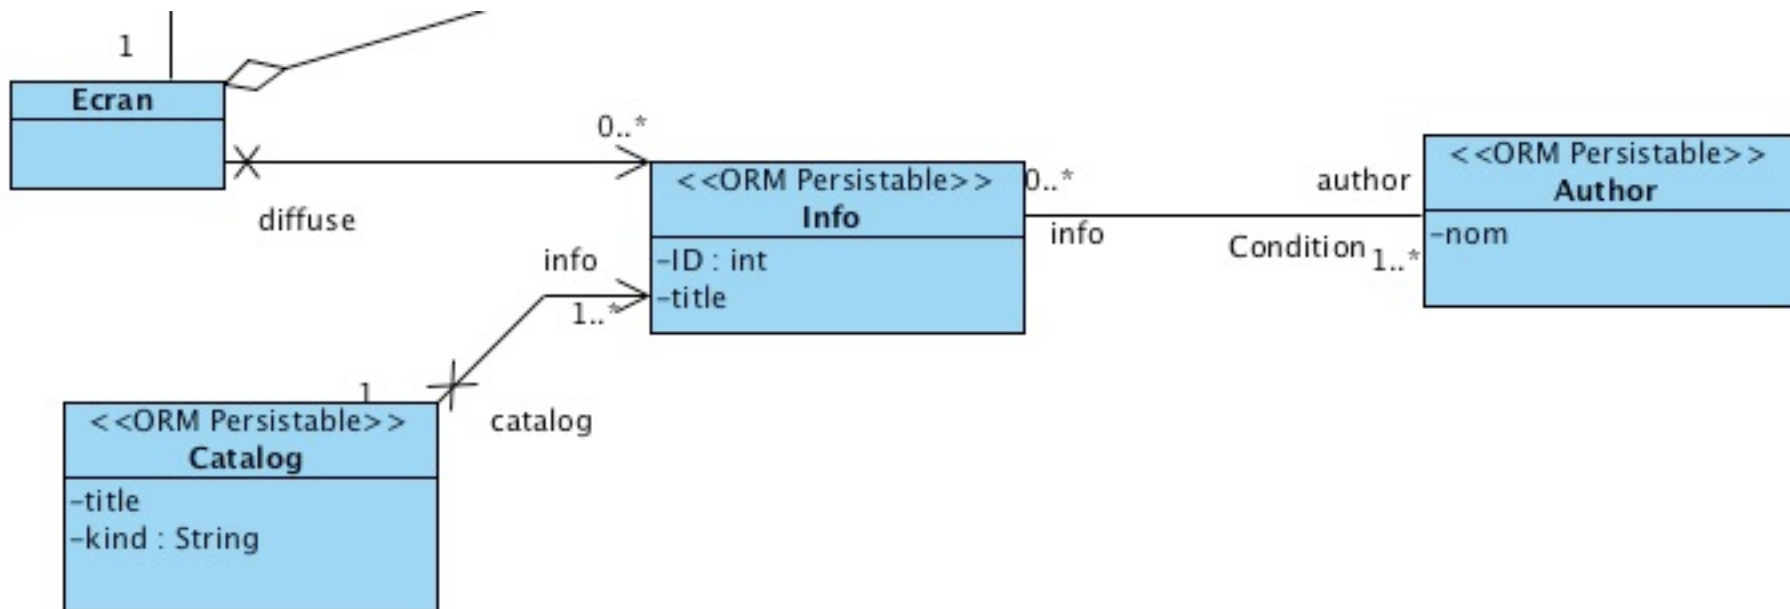 1
Ecran
0..*
diffuse
<<ORM Persistable>>
Info
-ID : int
-title
0..*
info
author
Condition
1..*
<<ORM Persistable>>
Author
-nom
info
1..*
1
catalog
<<ORM Persistable>>
Catalog
-title
-kind : String